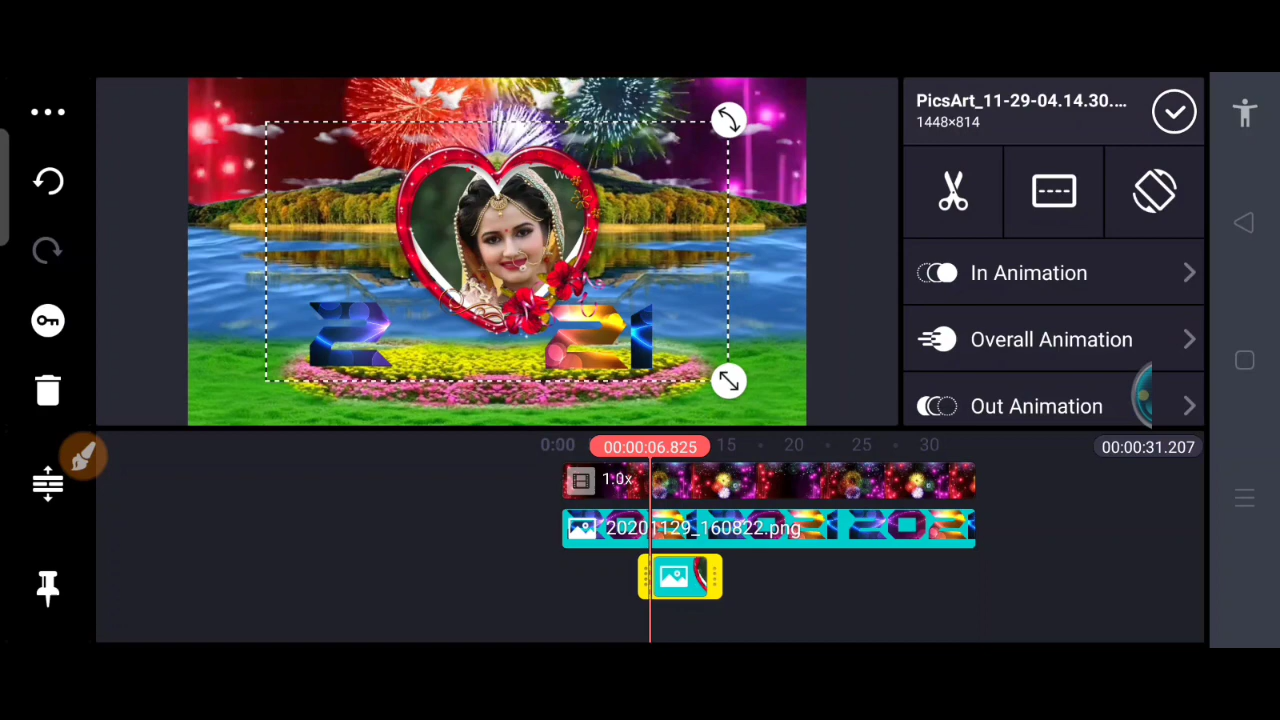 PicsArt_11-29-04.14.30....
1448×814
In Animation
Overall Animation
Out Animation
0:00
00:00:06.825
15
20
25
30
00:00:31.207
1.0x
20201129_160822.png